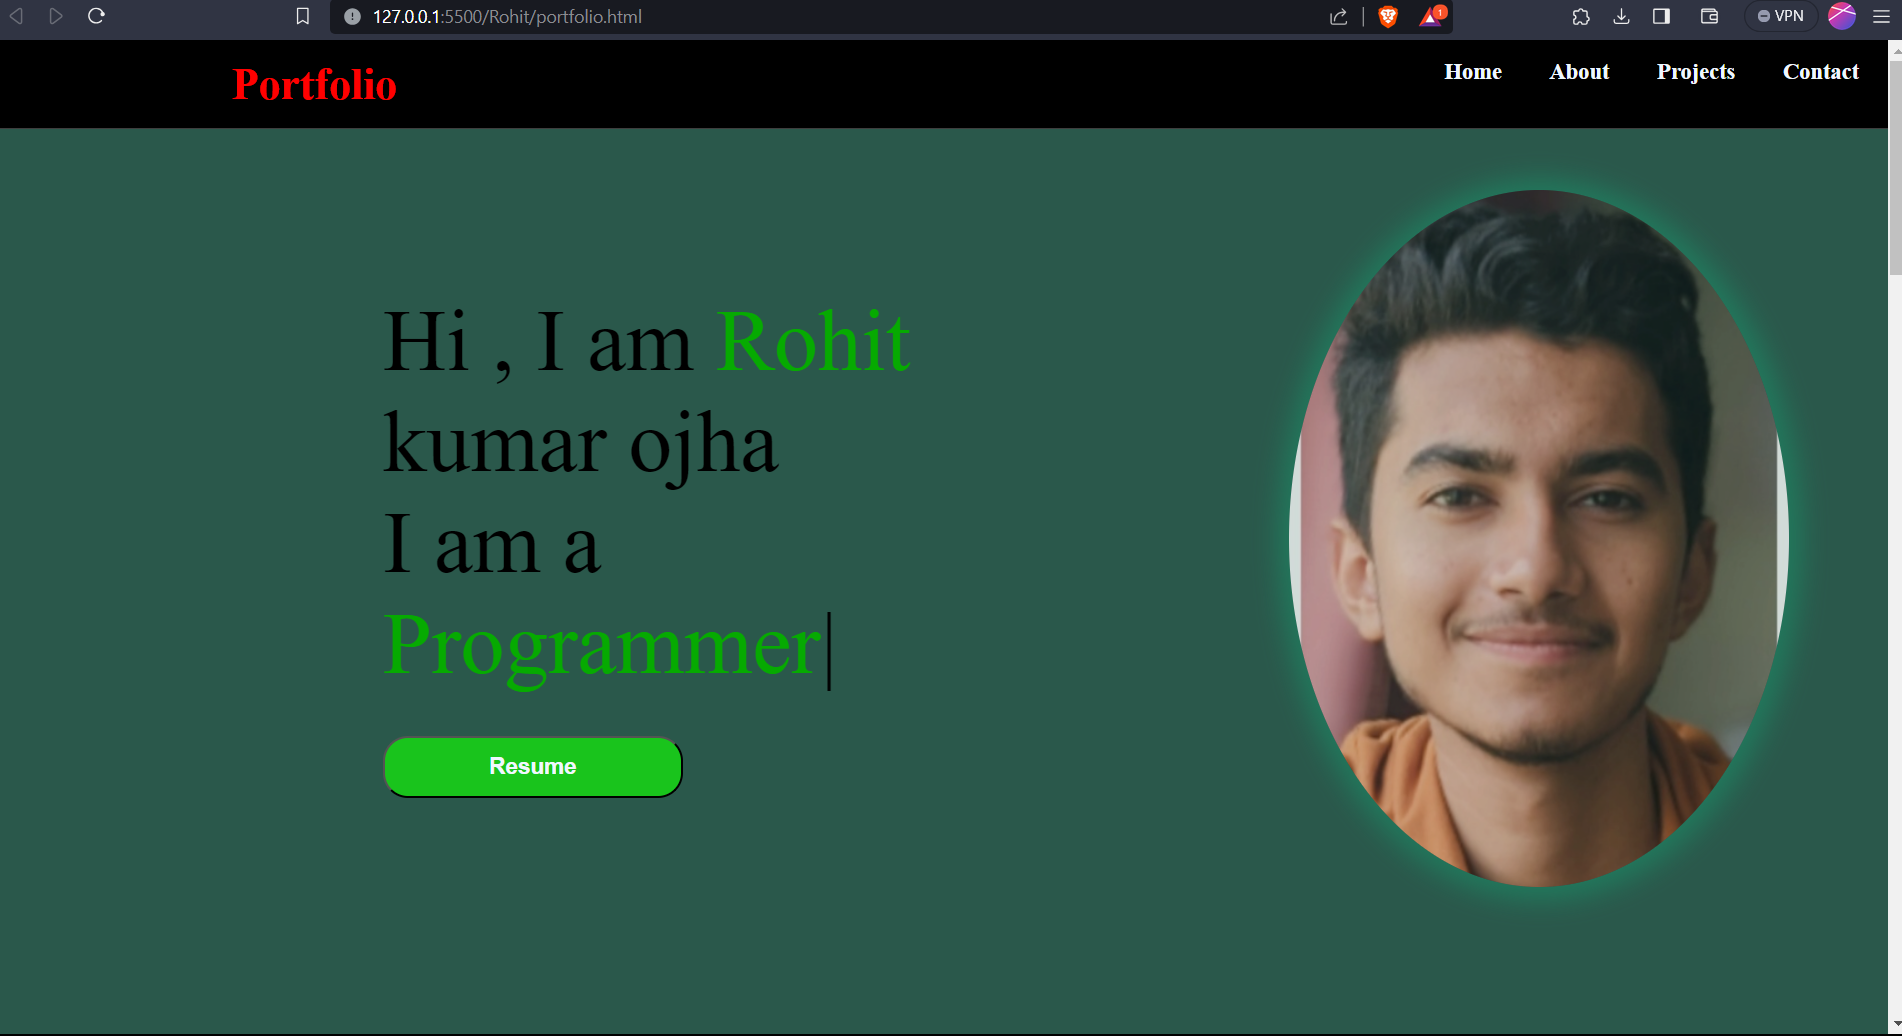 127.0.0.1:5500/Rohit/portfolio.html
1
VPN
Portfolio
Home About Projects Contact
Hi , I am Rohit
kumar ojha
I am a
Programmer
Resume